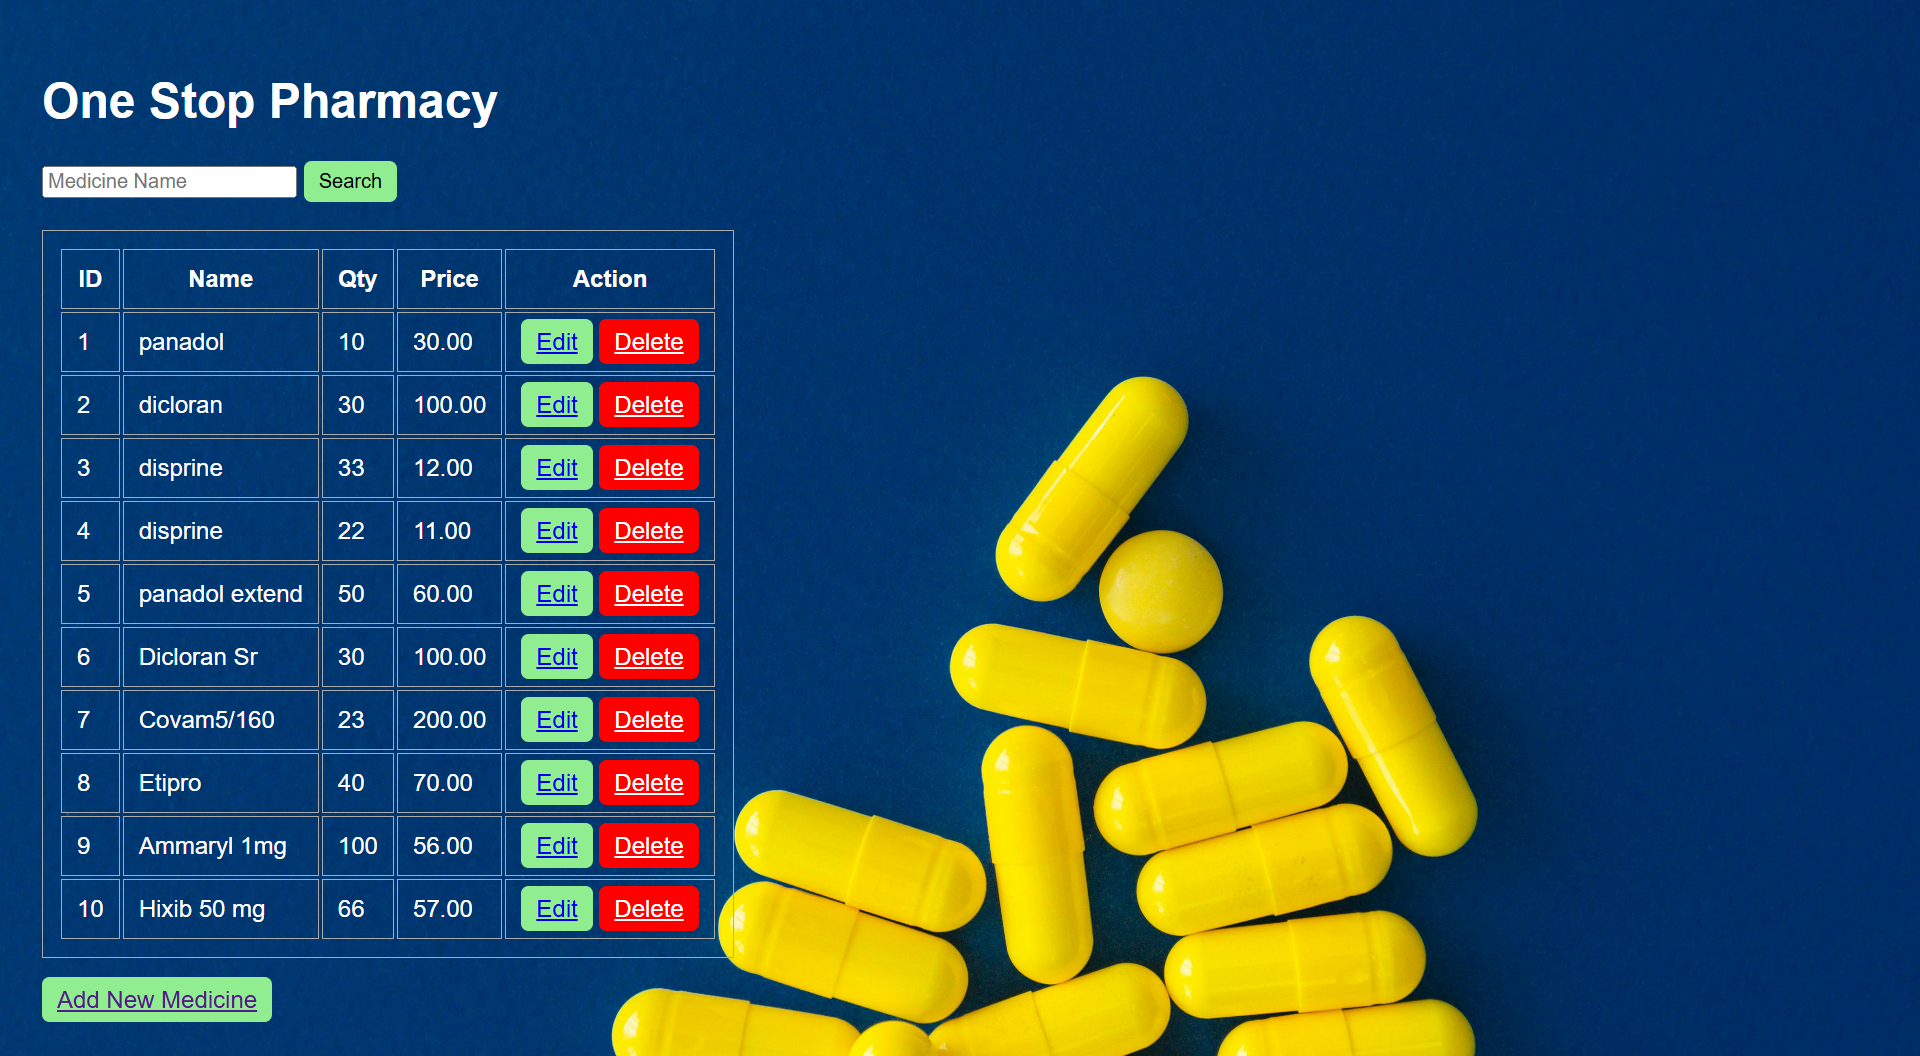 One Stop Pharmacy
Medicine Name Search
ID Name Qty Price Action
1 panadol 10 30.00 Edit Delete
2 dicloran 30 100.00 Edit Delete
3 disprine 33 12.00 Edit Delete
4 disprine 22 11.00 Edit Delete
5 panadol extend 50 60.00 Edit Delete
6 Dicloran Sr 30 100.00 Edit Delete
7 Covam5/160 23 200.00 Edit Delete
8 Etipro 40 70.00 Edit Delete
9 Ammaryl 1mg 100 56.00 Edit Delete
10 Hixib 50 mg 66 57.00 Edit Delete
Add New Medicine